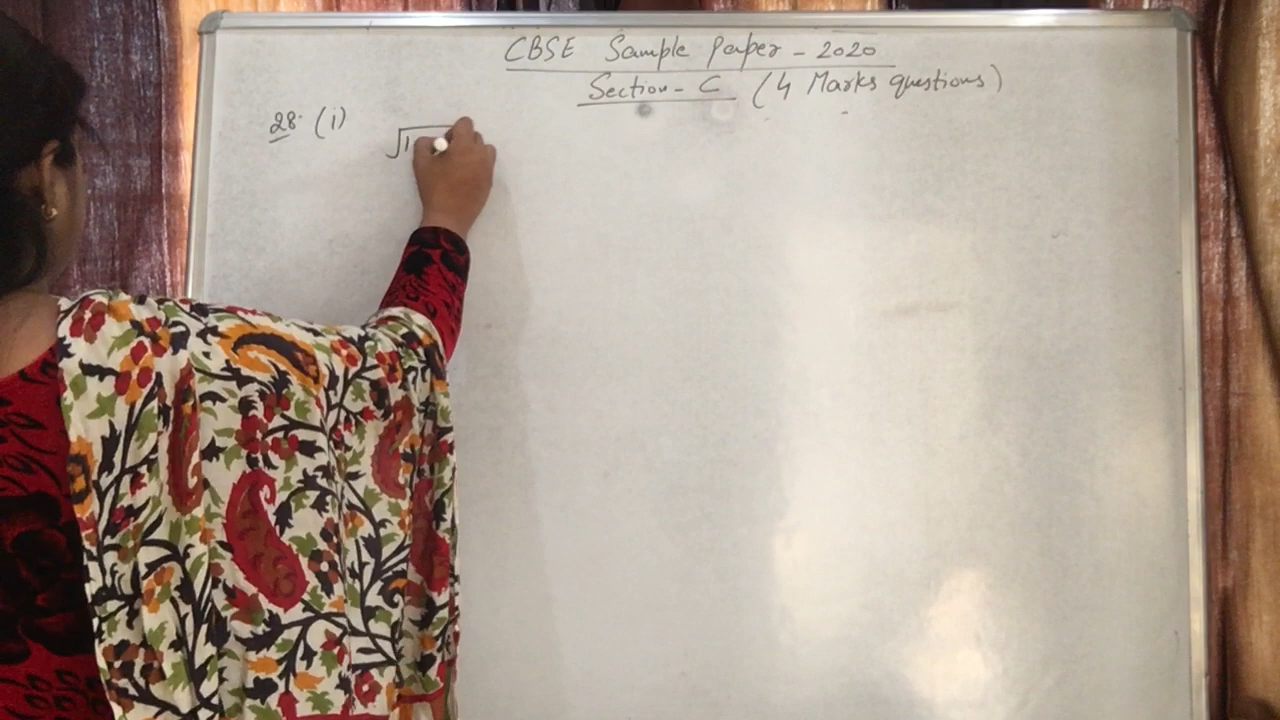 CBSE Sample Paper - 2020
Section - C (4 Marks questions)
28. (i) √1